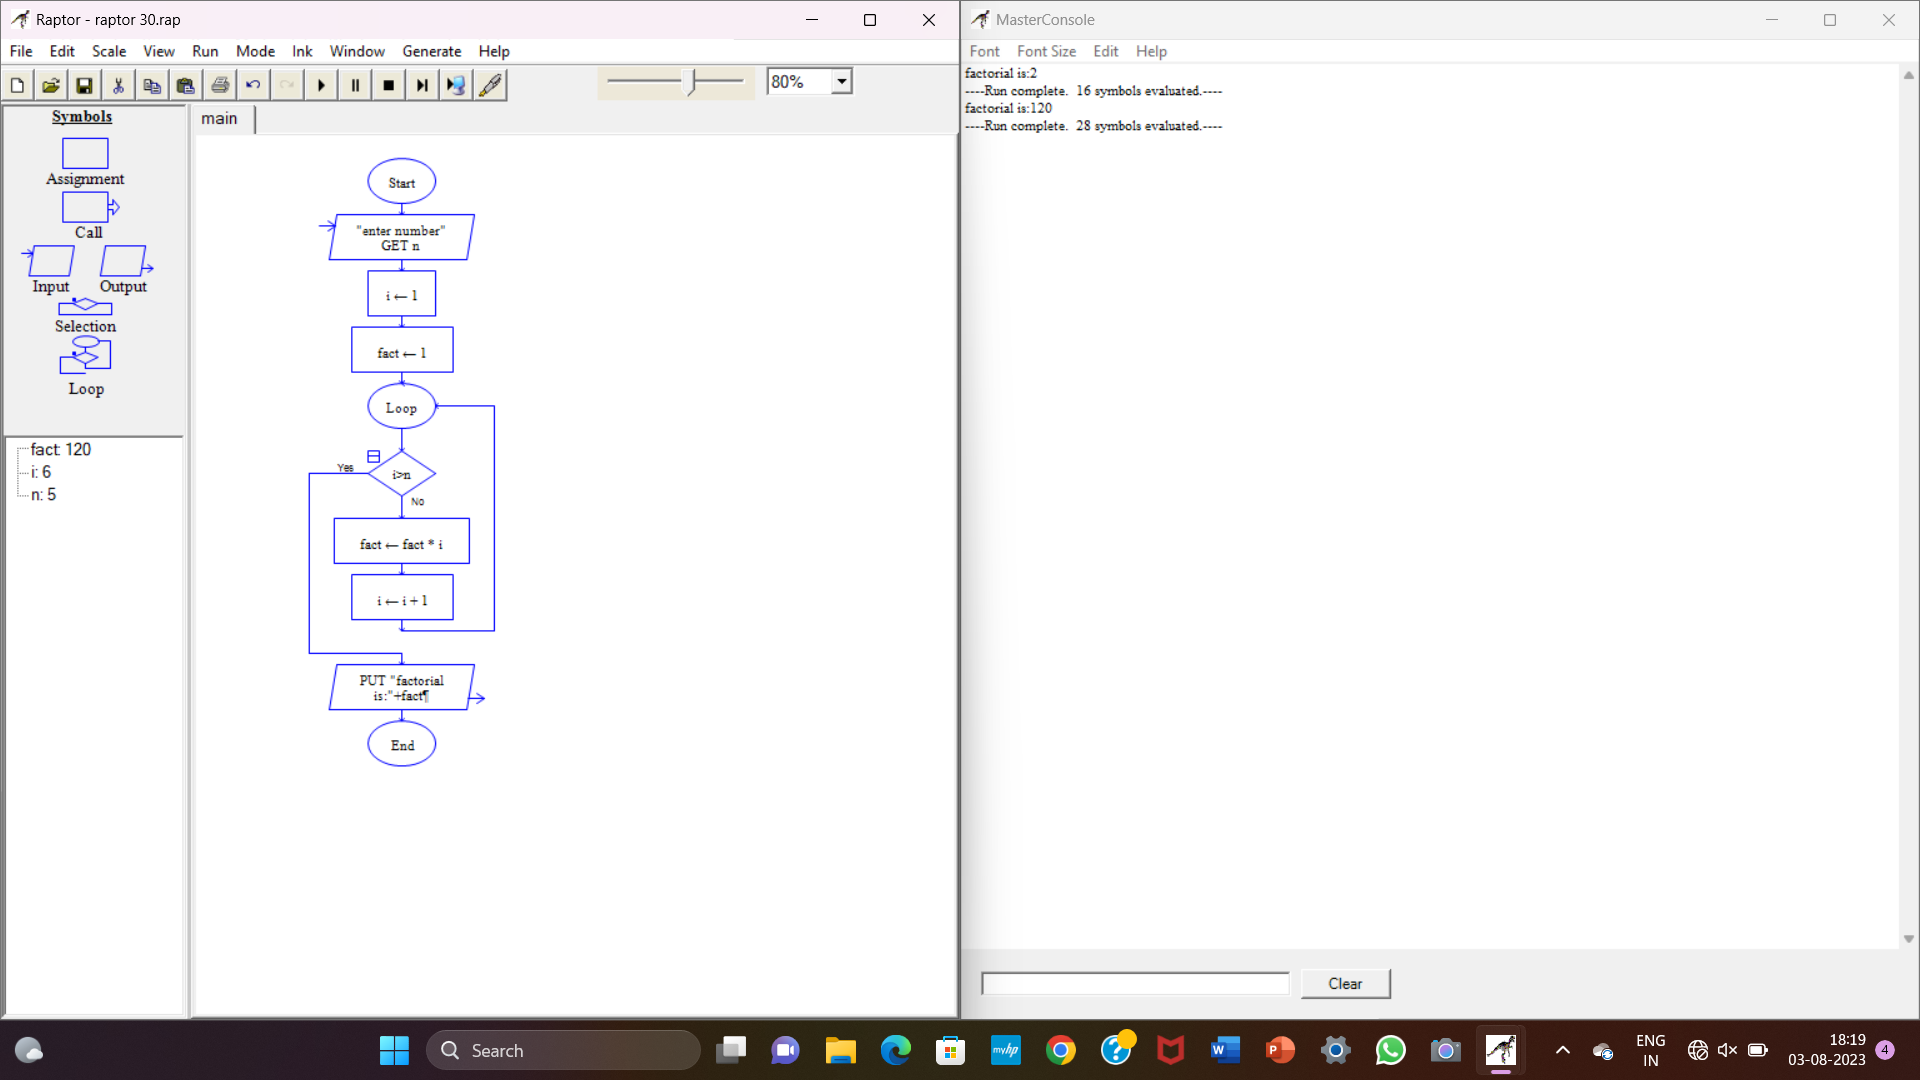 Raptor - raptor 30.rap
File Edit Scale View Run Mode Ink Window Generate Help
80%
Symbols
Assignment
Call
Input Output
Selection
Loop
fact: 120
i: 6
n: 5
main
Start
"enter number"
GET n
i ← 1
fact ← 1
Loop
Yes
i>n
No
fact ← fact * i
i ← i + 1
PUT "factorial
is:"+fact¶
End
MasterConsole
Font Font Size Edit Help
factorial is:2
----Run complete. 16 symbols evaluated.----
factorial is:120
----Run complete. 28 symbols evaluated.----
Clear
Search
myhp
ENG
IN
18:19
03-08-2023
4